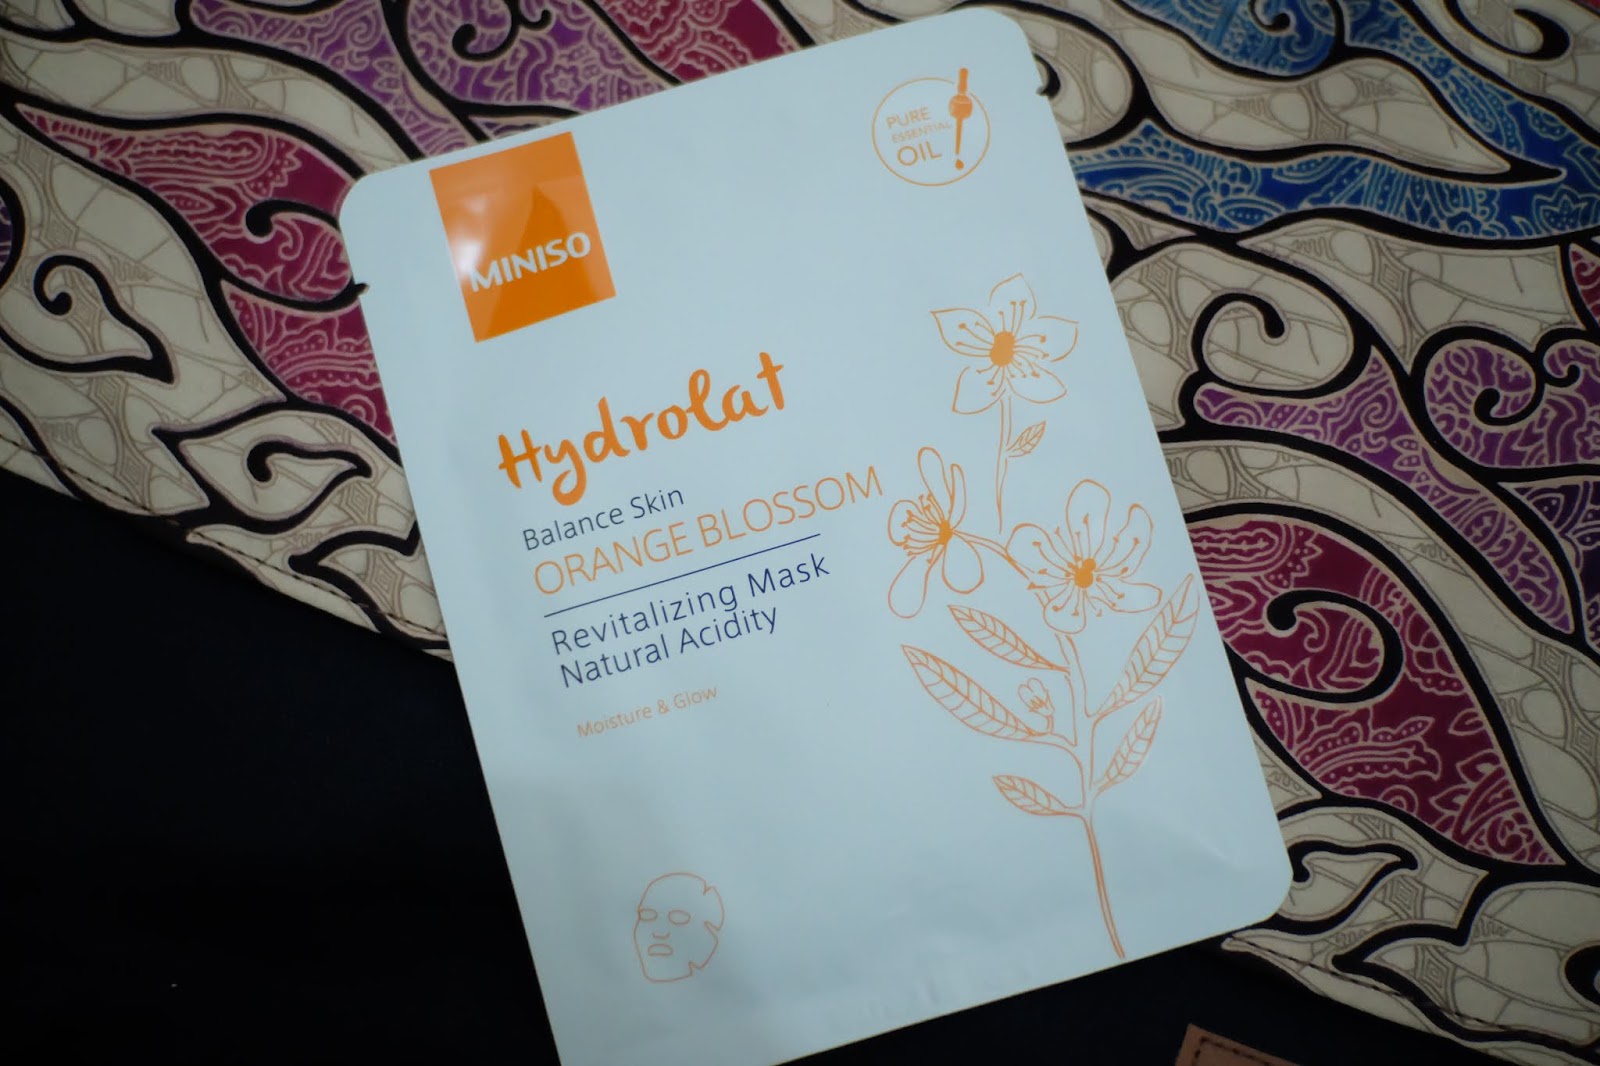 MINISO
PURE
ESSENTIAL
OIL
Hydrolat
Balance Skin
ORANGE BLOSSOM
Revitalizing Mask
Natural Acidity
Moisture & Glow